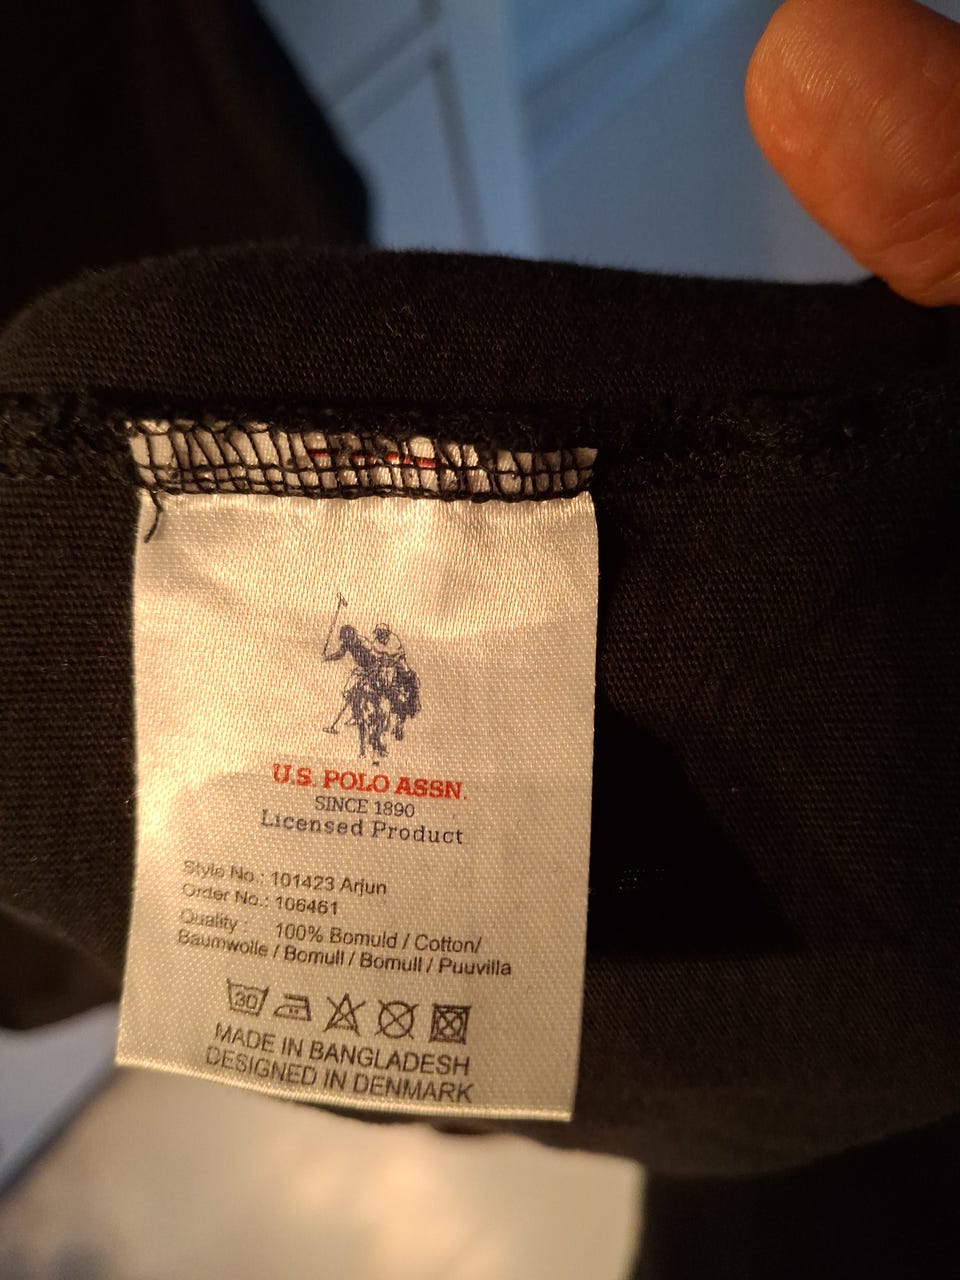 U.S. POLO ASSN.
SINCE 1890
Licensed Product
Style No.: 101423 Arjun
Order No.: 106461
Quality : 100% Bomuld / Cotton/
Baumwolle / Bomull / Bomull / Puuvilla
30
MADE IN BANGLADESH
DESIGNED IN DENMARK